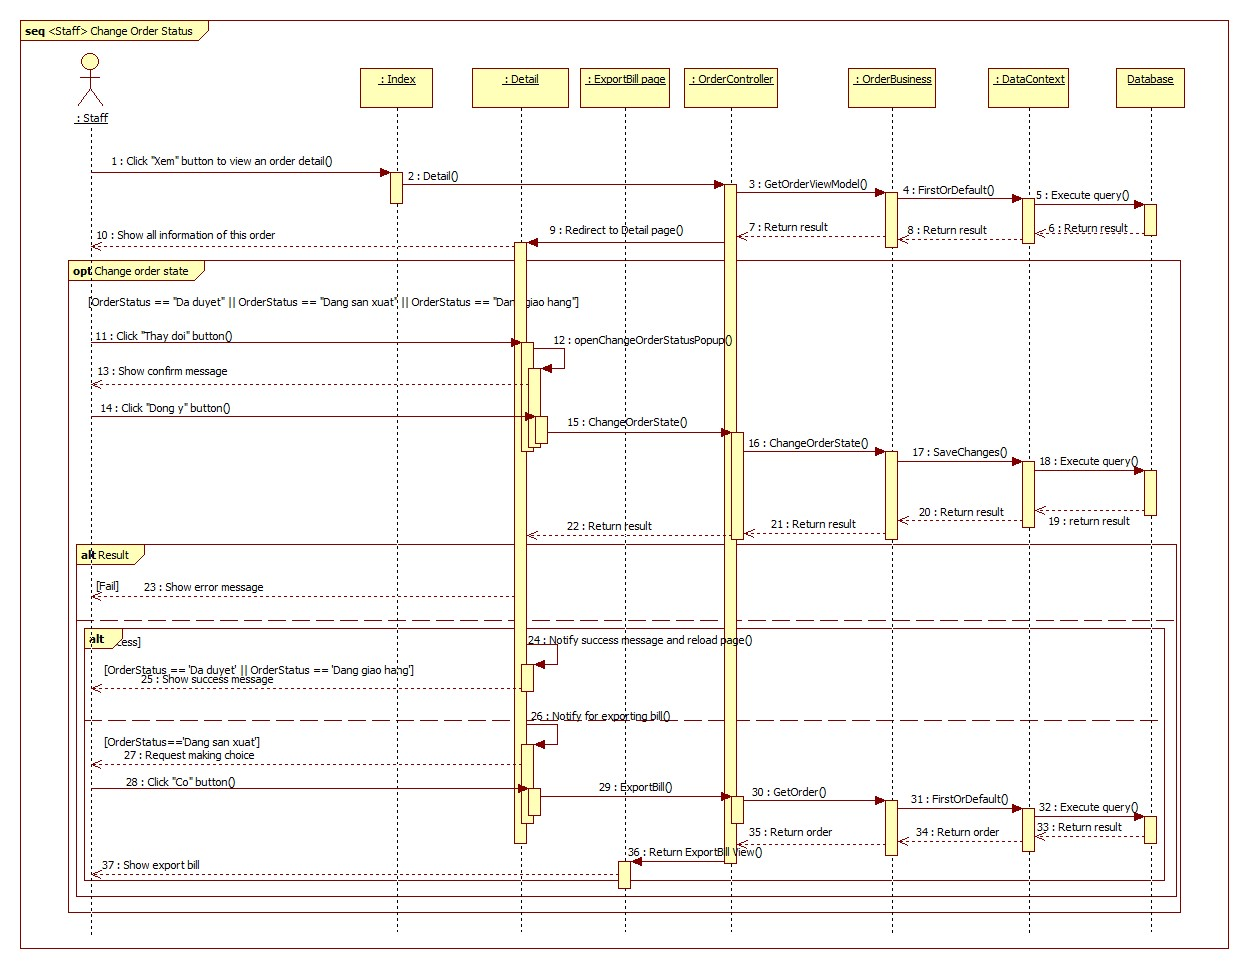 seq <Staff> Change Order Status
: Staff
: Index
: Detail
: ExportBill page
: OrderController
: OrderBusiness
: DataContext
Database
1 : Click "Xem" button to view an order detail()
2 : Detail()
3 : GetOrderViewModel()
4 : FirstOrDefault()
5 : Execute query()
6 : Return result
7 : Return result
8 : Return result
9 : Redirect to Detail page()
10 : Show all information of this order
opt Change order state
[OrderStatus == "Da duyet" || OrderStatus == "Dang san xuat" || OrderStatus == "Dang giao hang"]
11 : Click "Thay doi" button()
12 : openChangeOrderStatusPopup()
13 : Show confirm message
14 : Click "Dong y" button()
15 : ChangeOrderState()
16 : ChangeOrderState()
17 : SaveChanges()
18 : Execute query()
19 : return result
20 : Return result
21 : Return result
22 : Return result
alt Result
[Fail]
23 : Show error message
alt
cess]
24 : Notify success message and reload page()
[OrderStatus == 'Da duyet' || OrderStatus == 'Dang giao hang']
25 : Show success message
26 : Notify for exporting bill()
[OrderStatus=='Dang san xuat']
27 : Request making choice
28 : Click "Co" button()
29 : ExportBill()
30 : GetOrder()
31 : FirstOrDefault()
32 : Execute query()
33 : Return result
34 : Return order
35 : Return order
36 : Return ExportBill View()
37 : Show export bill